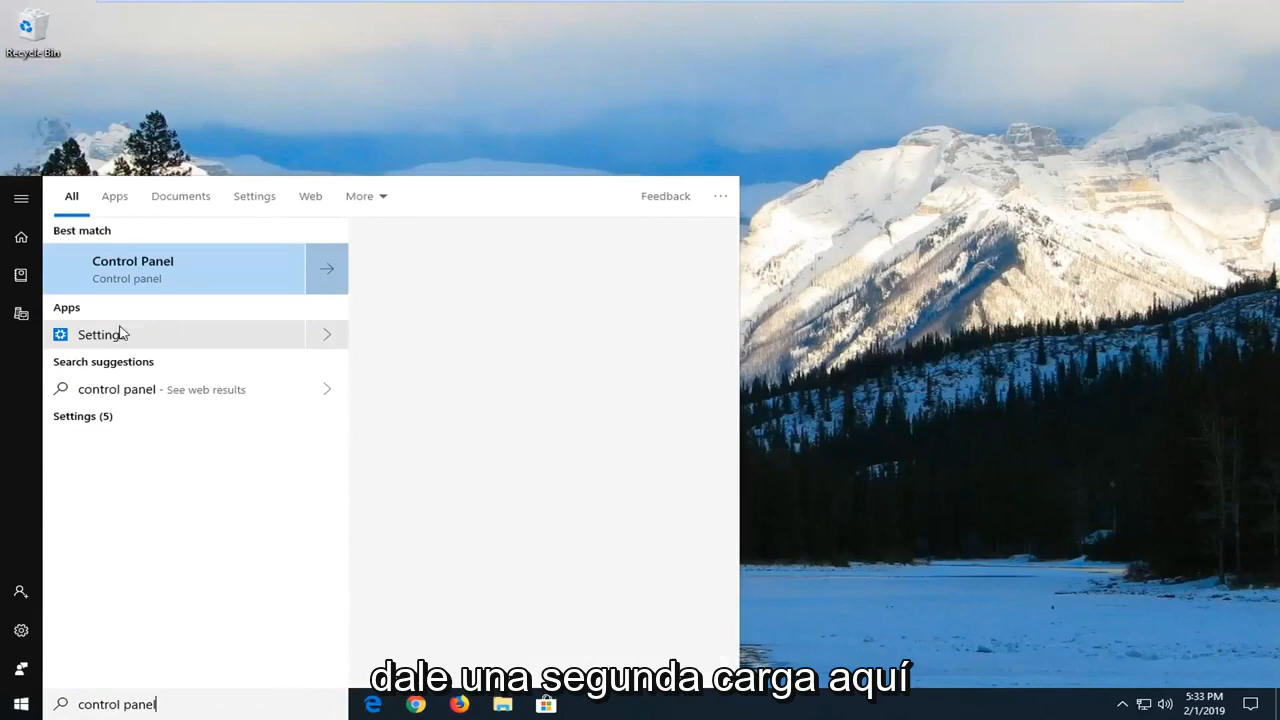 Recycle Bin
All Apps Documents Settings Web More Feedback ...
Best match
Control Panel
Control panel
Apps
Setting
Search suggestions
control panel - See web results
Settings (5)
dale una segunda carga aquí
control panel
5:33 PM
2/1/2019